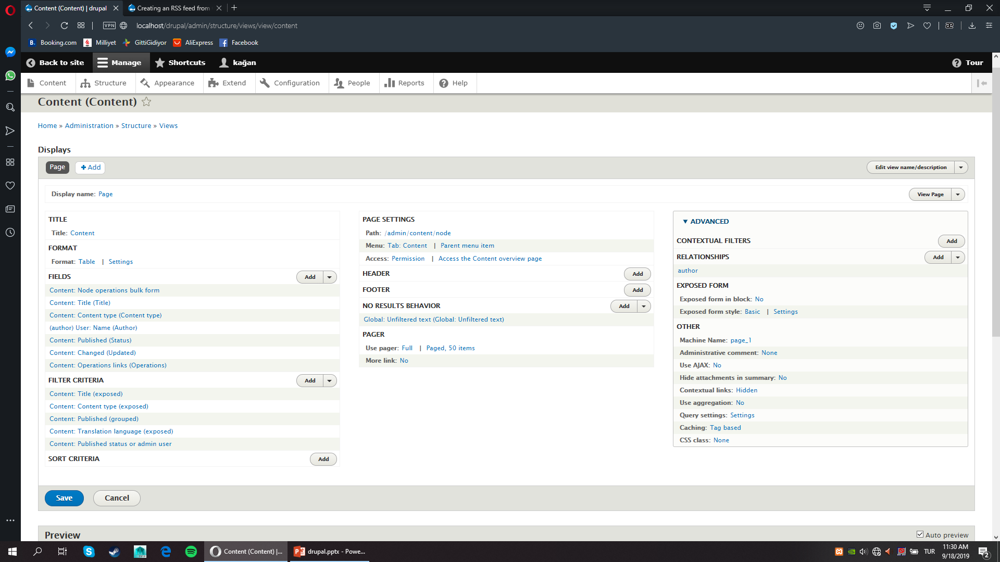 Content (Content) | drupal
Creating an RSS feed from
VPN
localhost/drupal/admin/structure/views/view/content
B. Booking.com
Milliyet
GittiGidiyor
AliExpress
Facebook
Back to site
Manage
Shortcuts
kağan
Tour
Content
Structure
Appearance
Extend
Configuration
People
Reports
Help
Content (Content)
Home » Administration » Structure » Views
Displays
Page
+ Add
Edit view name/description
Display name: Page
View Page
TITLE
Title: Content
FORMAT
Format: Table | Settings
FIELDS
Add
Content: Node operations bulk form
Content: Title (Title)
Content: Content type (Content type)
(author) User: Name (Author)
Content: Published (Status)
Content: Changed (Updated)
Content: Operations links (Operations)
FILTER CRITERIA
Add
Content: Title (exposed)
Content: Content type (exposed)
Content: Published (grouped)
Content: Translation language (exposed)
Content: Published status or admin user
SORT CRITERIA
Add
PAGE SETTINGS
Path: /admin/content/node
Menu: Tab: Content | Parent menu item
Access: Permission | Access the Content overview page
HEADER
Add
FOOTER
Add
NO RESULTS BEHAVIOR
Add
Global: Unfiltered text (Global: Unfiltered text)
PAGER
Use pager: Full | Paged, 50 items
More link: No
ADVANCED
CONTEXTUAL FILTERS
Add
RELATIONSHIPS
Add
author
EXPOSED FORM
Exposed form in block: No
Exposed form style: Basic | Settings
OTHER
Machine Name: page_1
Administrative comment: None
Use AJAX: No
Hide attachments in summary: No
Contextual links: Hidden
Use aggregation: No
Query settings: Settings
Caching: Tag based
CSS class: None
Save
Cancel
Preview
Auto preview
Content (Content) |...
drupal.pptx - Powe...
TUR
11:30 AM
9/18/2019
2